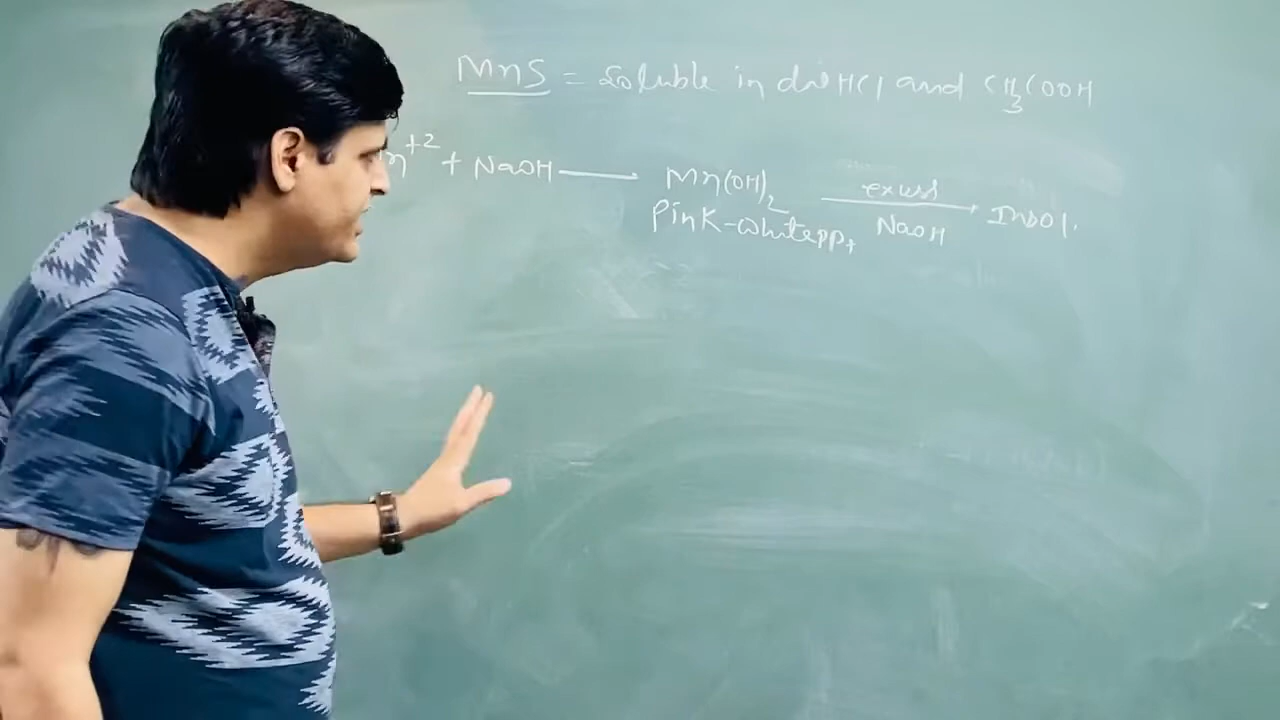 MnS = Soluble in dil HCl and CH3COOH
n+2 + NaOH → Mn(OH)2 excess NaOH → Insol.
Pink-white ppt